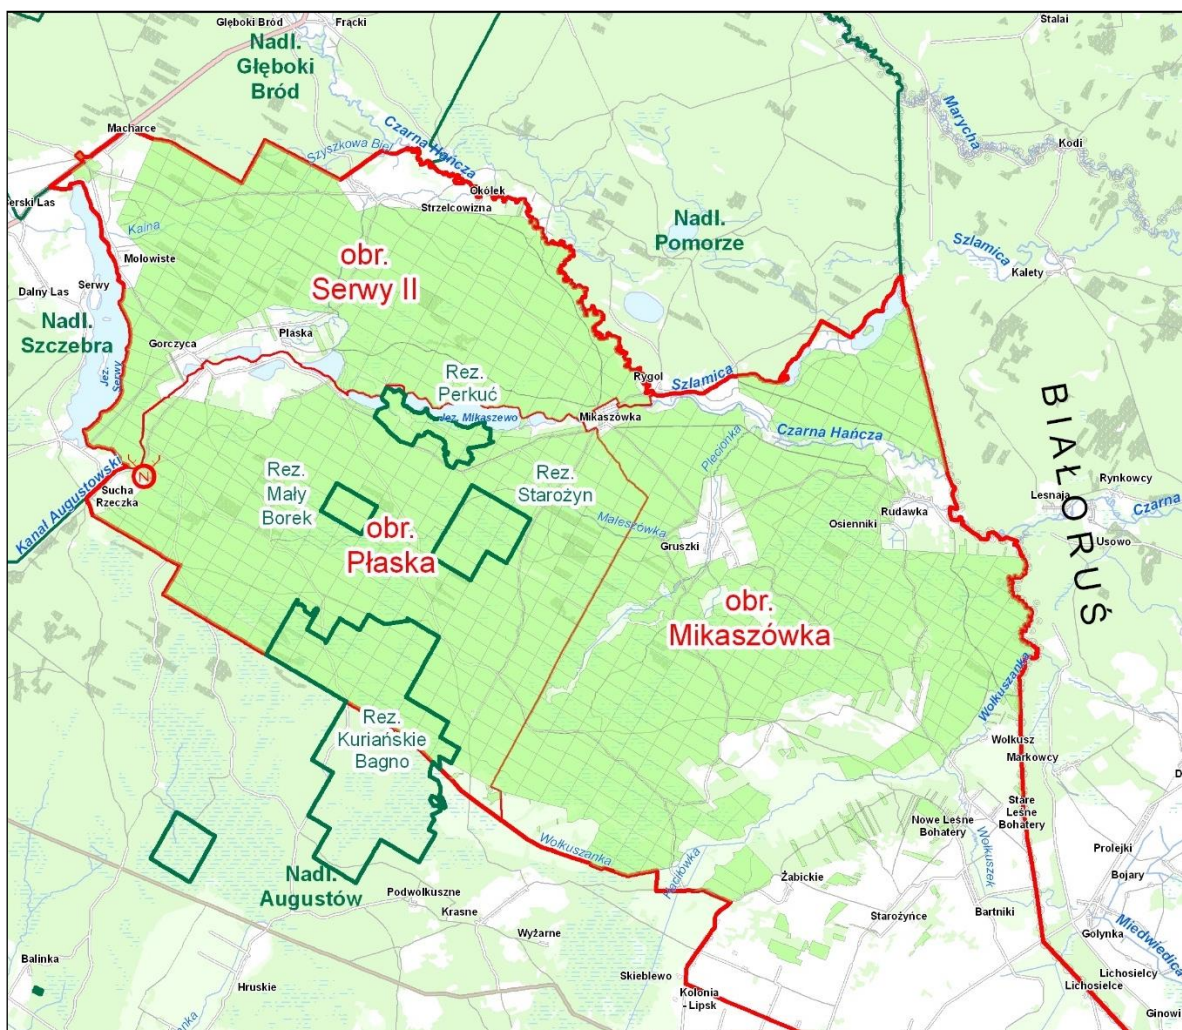 Głęboki Bród
Frącki
Stalai
Nadl.
Głęboki
Bród
Macharce
Czarna Hańcza
Marycha
Kodi
Szyszkowa Biel
Okólek
Strzelcowizna
Serski Las
Kalna
Mołowiste
obr.
Serwy II
Nadl.
Pomorze
Szlamica
Kalety
Dalny Las
Serwy
Nadl.
Szczebra
Jez.
Serwy
Gorczyca
Płaska
Rygol
Szlamica
Rez.
Perkuć
Jez. Mikaszewo
Mikaszówka
Plecionka
Czarna Hańcza
BIAŁORUŚ
Kanał Augustowski
Sucha
Rzeczka
N
Rez.
Mały
Borek
Rez.
Starożyn
obr.
Płaska
Maleszówka
Gruszki
Osienniki
Rudawka
Lesnaja
Rynkowcy
Czarna
Usowo
obr.
Mikaszówka
Wołkuszanka
Rez.
Kuriańskie
Bagno
Wołkusz
Markowcy
Stare
Leśne
Bohatery
Nowe Leśne
Bohatery
Wołkuszek
Prolejki
Bojary
Wołkuszanka
Nadl.
Augustów
Podwołkuszne
Krasne
Wyżarne
Żabickie
Starożyńce
Bartniki
Golynka
Miedwiedica
Balinka
Hruskie
Skieblewo
Kolonia
-Lipsk
Lichosielcy
Lichosielce
Ginowi